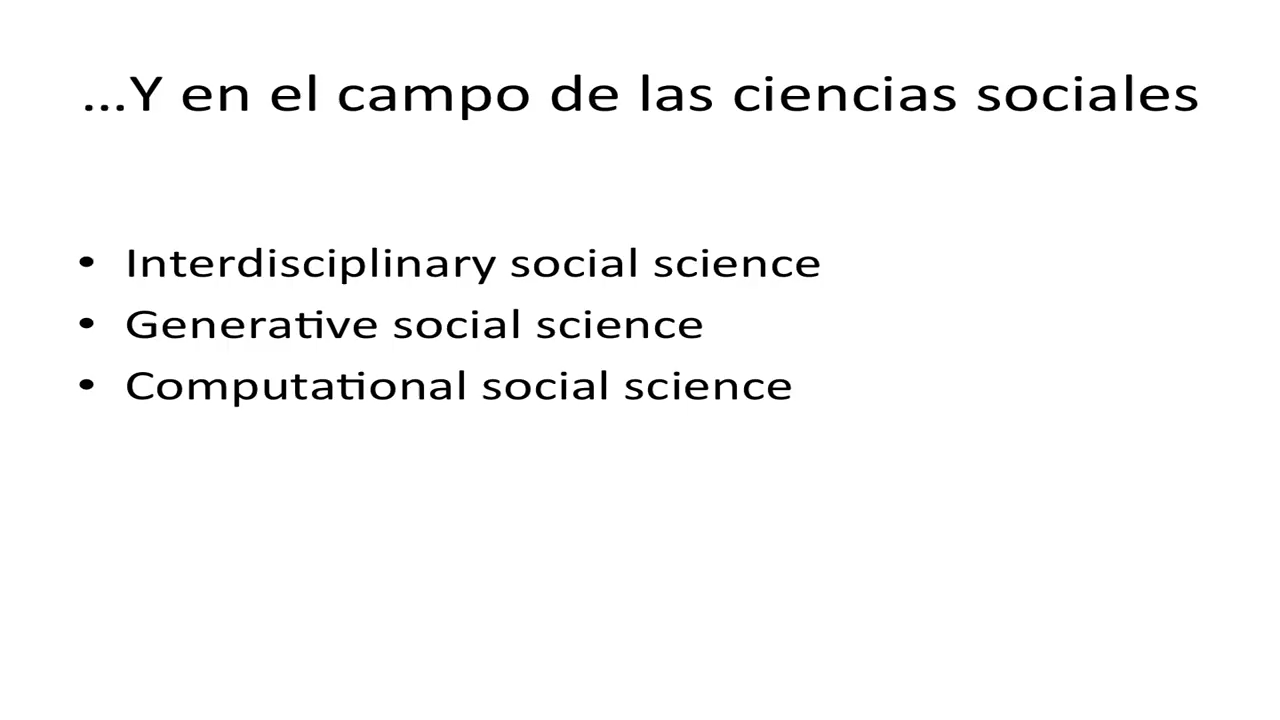 ...Y en el campo de las ciencias sociales
• Interdisciplinary social science
• Generative social science
• Computational social science